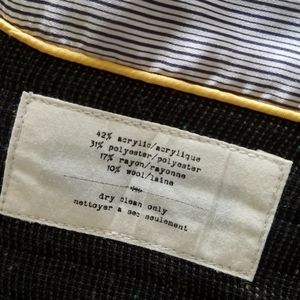 42% acrylic/acrylique
31% polyester/polyester
17% rayon/rayonne
10% wool/laine
dry clean only
nettoyer a sec seulement